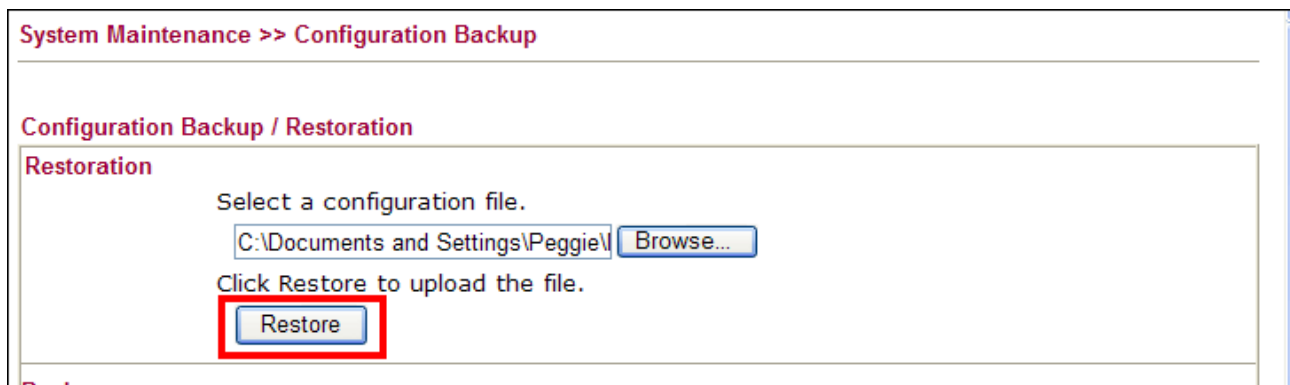 System Maintenance >> Configuration Backup
Configuration Backup / Restoration
Restoration
Select a configuration file.
C:\Documents and Settings\Peggie\ Browse...
Click Restore to upload the file.
Restore